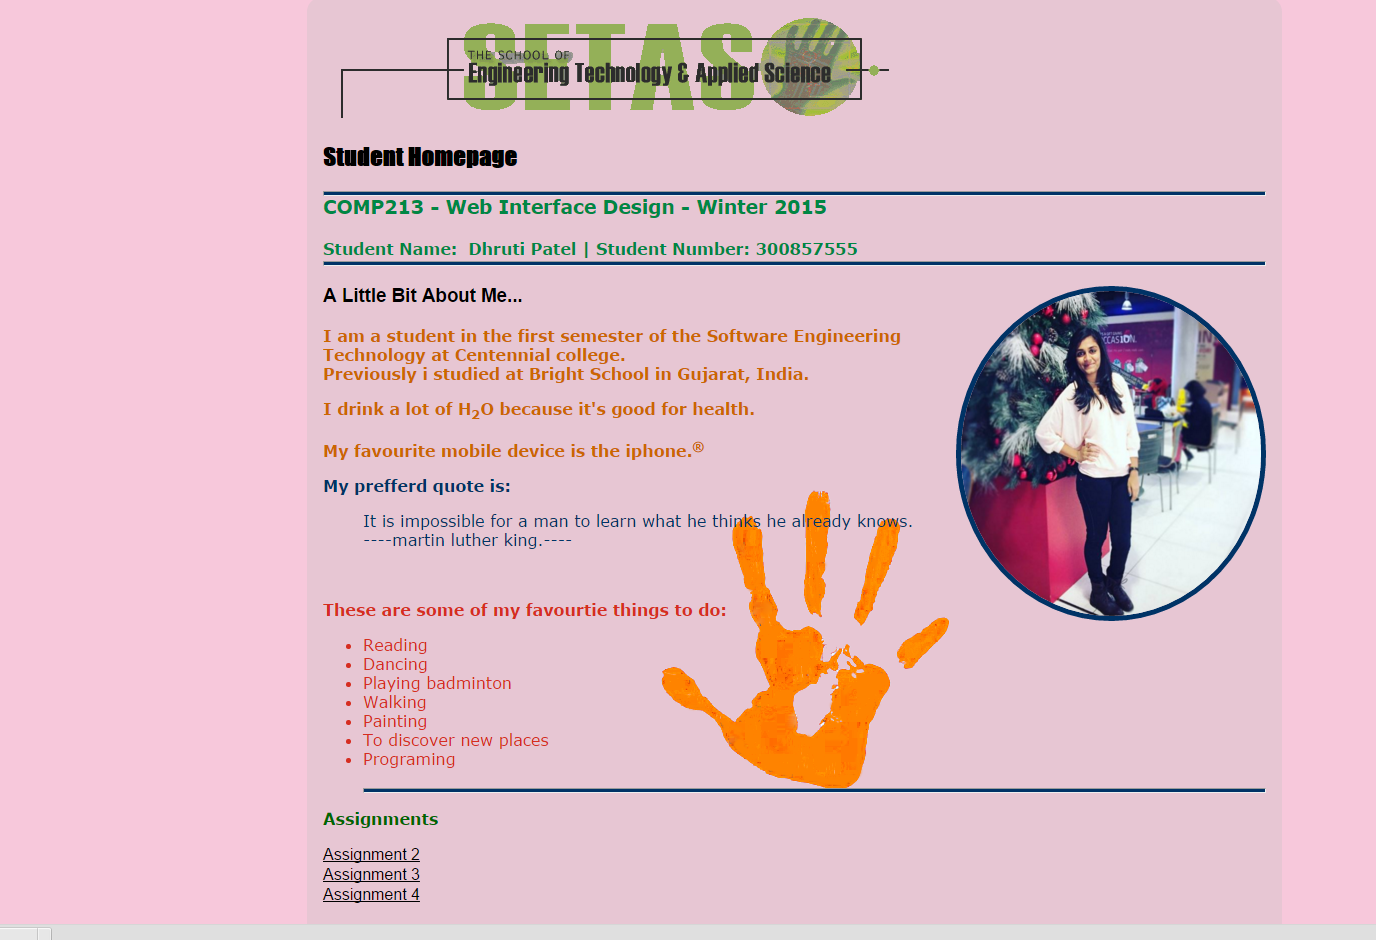 SETAS
THE SCHOOL OF
Engineering Technology & Applied Science
Student Homepage
COMP213 - Web Interface Design - Winter 2015
Student Name:  Dhruti Patel | Student Number: 300857555
A Little Bit About Me...
I am a student in the first semester of the Software Engineering
Technology at Centennial college.
Previously i studied at Bright School in Gujarat, India.
I drink a lot of H₂O because it's good for health.
My favourite mobile device is the iphone.®
My prefferd quote is:
It is impossible for a man to learn what he thinks he already knows.
----martin luther king.----
These are some of my favourtie things to do:
• Reading
• Dancing
• Playing badminton
• Walking
• Painting
• To discover new places
• Programing
Assignments
Assignment 2
Assignment 3
Assignment 4